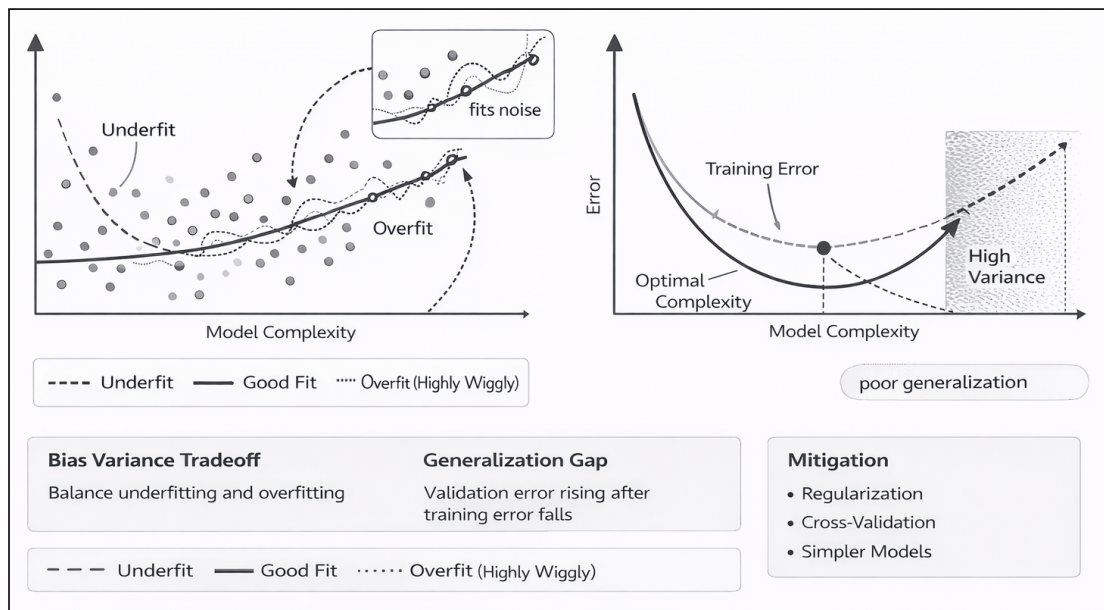 Underfit
fits noise
Overfit
Model Complexity
Underfit Good Fit Overfit (Highly Wiggly)
Error
Training Error
Optimal
Complexity
High
Variance
Model Complexity
poor generalization
Bias Variance Tradeoff
Balance underfitting and overfitting
Generalization Gap
Validation error rising after
training error falls
Mitigation
• Regularization
• Cross-Validation
• Simpler Models
Underfit Good Fit Overfit (Highly Wiggly)